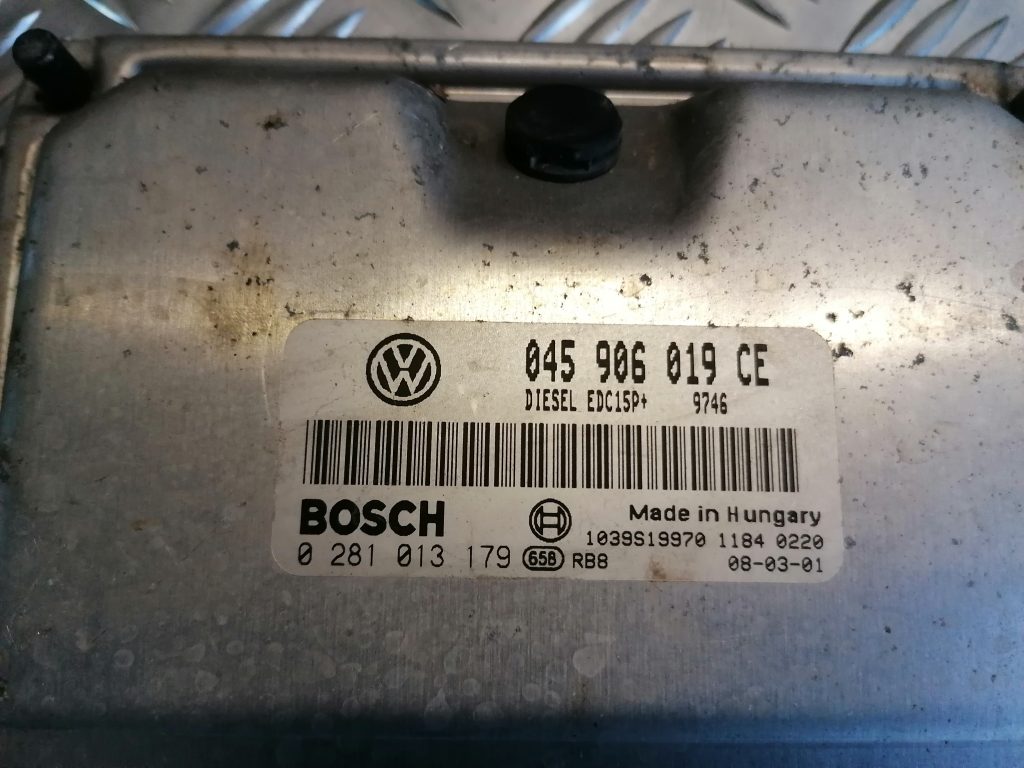 045 906 019 CE
DIESEL EDC15P+ 9746
BOSCH
Made in Hungary
1039S19970 1184 0220
0 281 013 179 658 RB8 08-03-01